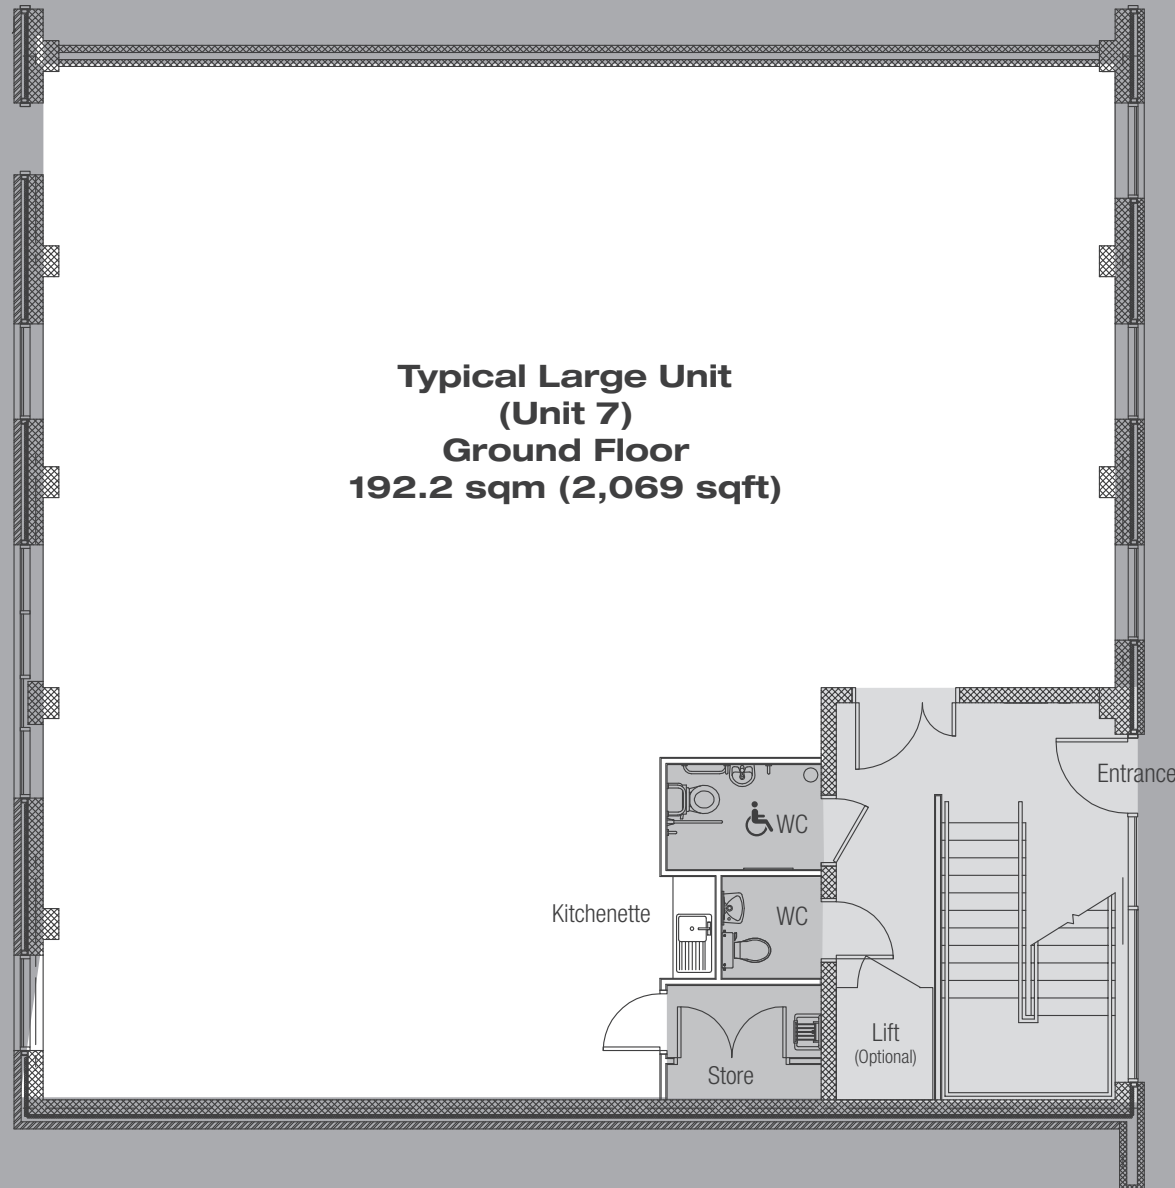 Typical Large Unit
(Unit 7)
Ground Floor
192.2 sqm (2,069 sqft)
Entrance
WC
Kitchenette
WC
Lift
(Optional)
Store